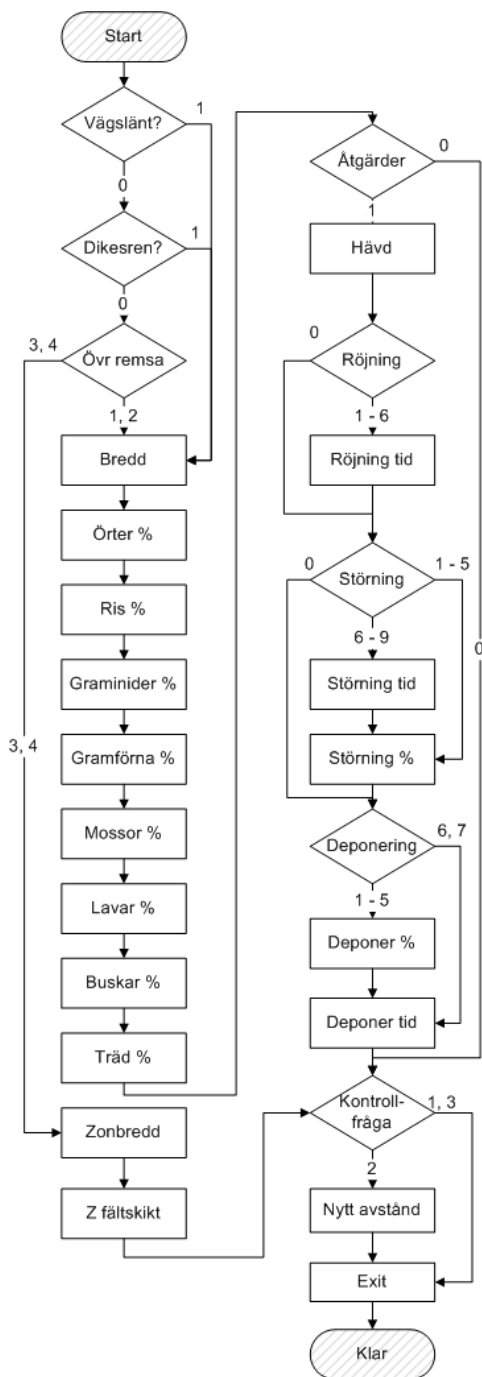 Start
Vägslänt?
1
0
Dikesren?
1
0
3, 4
Övr remsa
1, 2
Bredd
Örter %
Ris %
Graminider %
3, 4
Gramförna %
Mossor %
Lavar %
Buskar %
Träd %
Zonbredd
Z fältskikt
Åtgärder
0
1
Hävd
0
Röjning
1 - 6
Röjning tid
0
Störning
1 - 5
6 - 9
0
Störning tid
Störning %
Deponering
6, 7
1 - 5
Deponer %
Deponer tid
Kontroll-
fråga
1, 3
2
Nytt avstånd
Exit
Klar